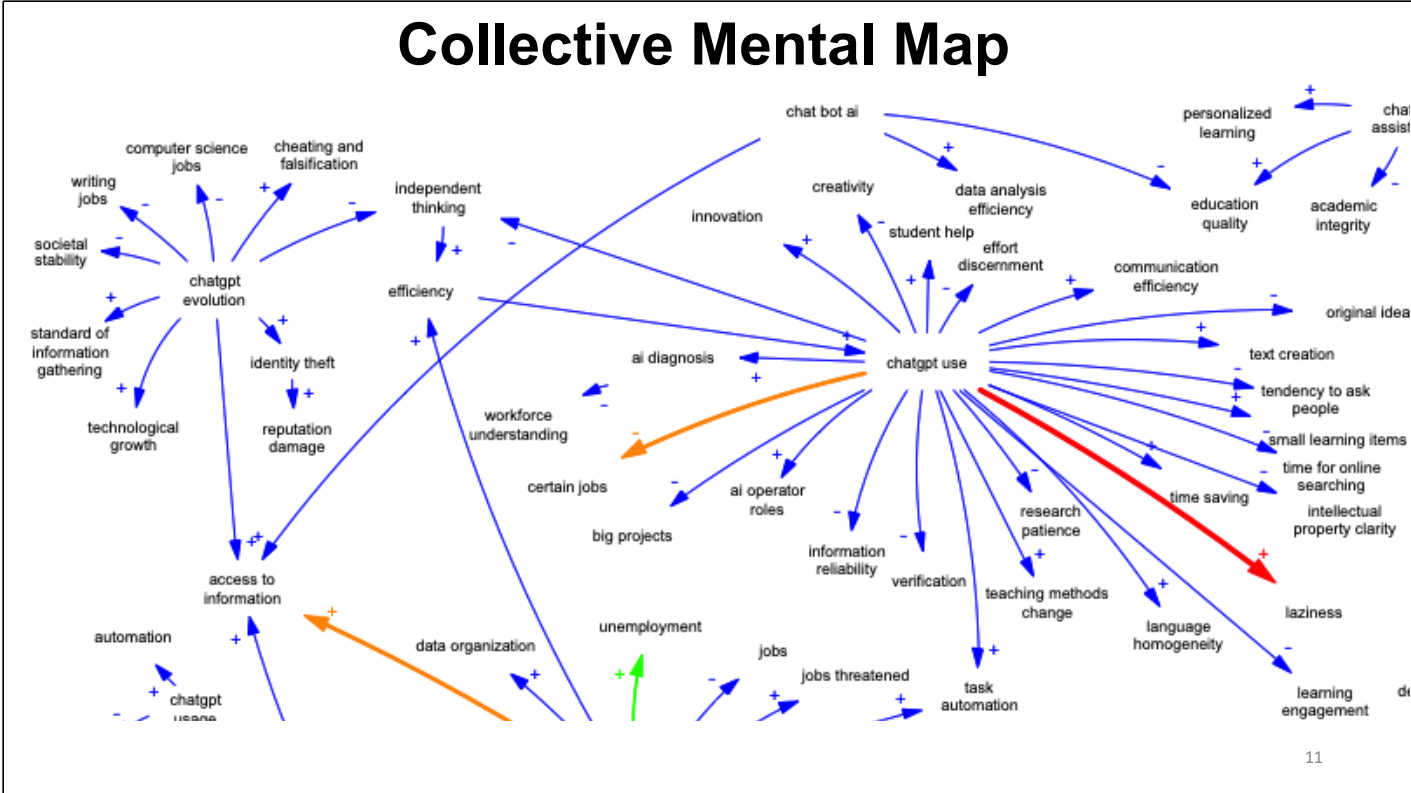 Collective Mental Map
chat bot ai
personalized
learning
computer science
jobs
cheating and
falsification
writing
jobs
independent
thinking
creativity
data analysis
efficiency
education
quality
academic
integrity
innovation
student help
societal
stability
effort
discernment
communication
efficiency
chatgpt
evolution
efficiency
original idea
standard of
information
gathering
identity theft
ai diagnosis
chatgpt use
text creation
tendency to ask
people
technological
growth
reputation
damage
workforce
understanding
small learning items
time for online
searching
certain jobs
ai operator
roles
time saving
intellectual
property clarity
research
patience
big projects
information
reliability
verification
access to
information
teaching methods
change
laziness
automation
data organization
unemployment
language
homogeneity
jobs
jobs threatened
chatgpt
usage
task
automation
learning
engagement
11